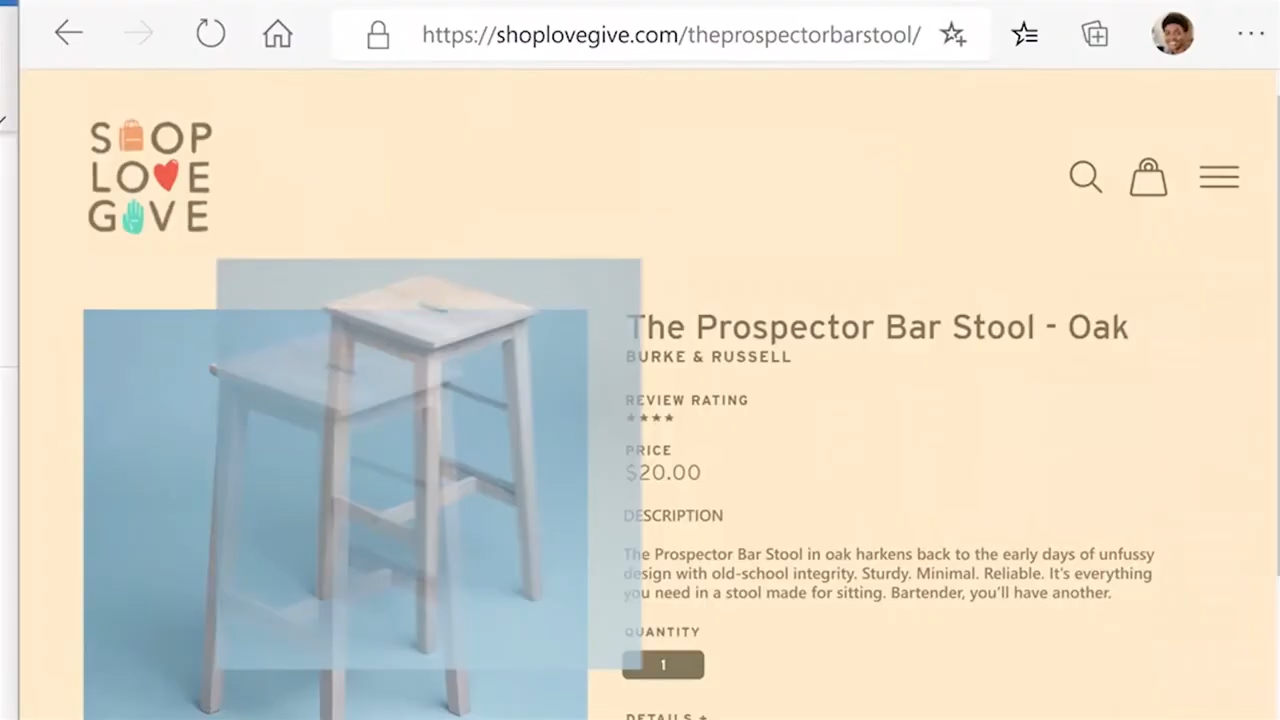 https://shoplovegive.com/theprospectorbarstool/
SHOP
LOVE
GIVE
The Prospector Bar Stool - Oak
BURKE & RUSSELL
REVIEW RATING
★★★★
PRICE
$20.00
DESCRIPTION
The Prospector Bar Stool in oak harkens back to the early days of unfussy
design with old-school integrity. Sturdy. Minimal. Reliable. It's everything
you need in a stool made for sitting. Bartender, you'll have another.
QUANTITY
1
DETAILS +